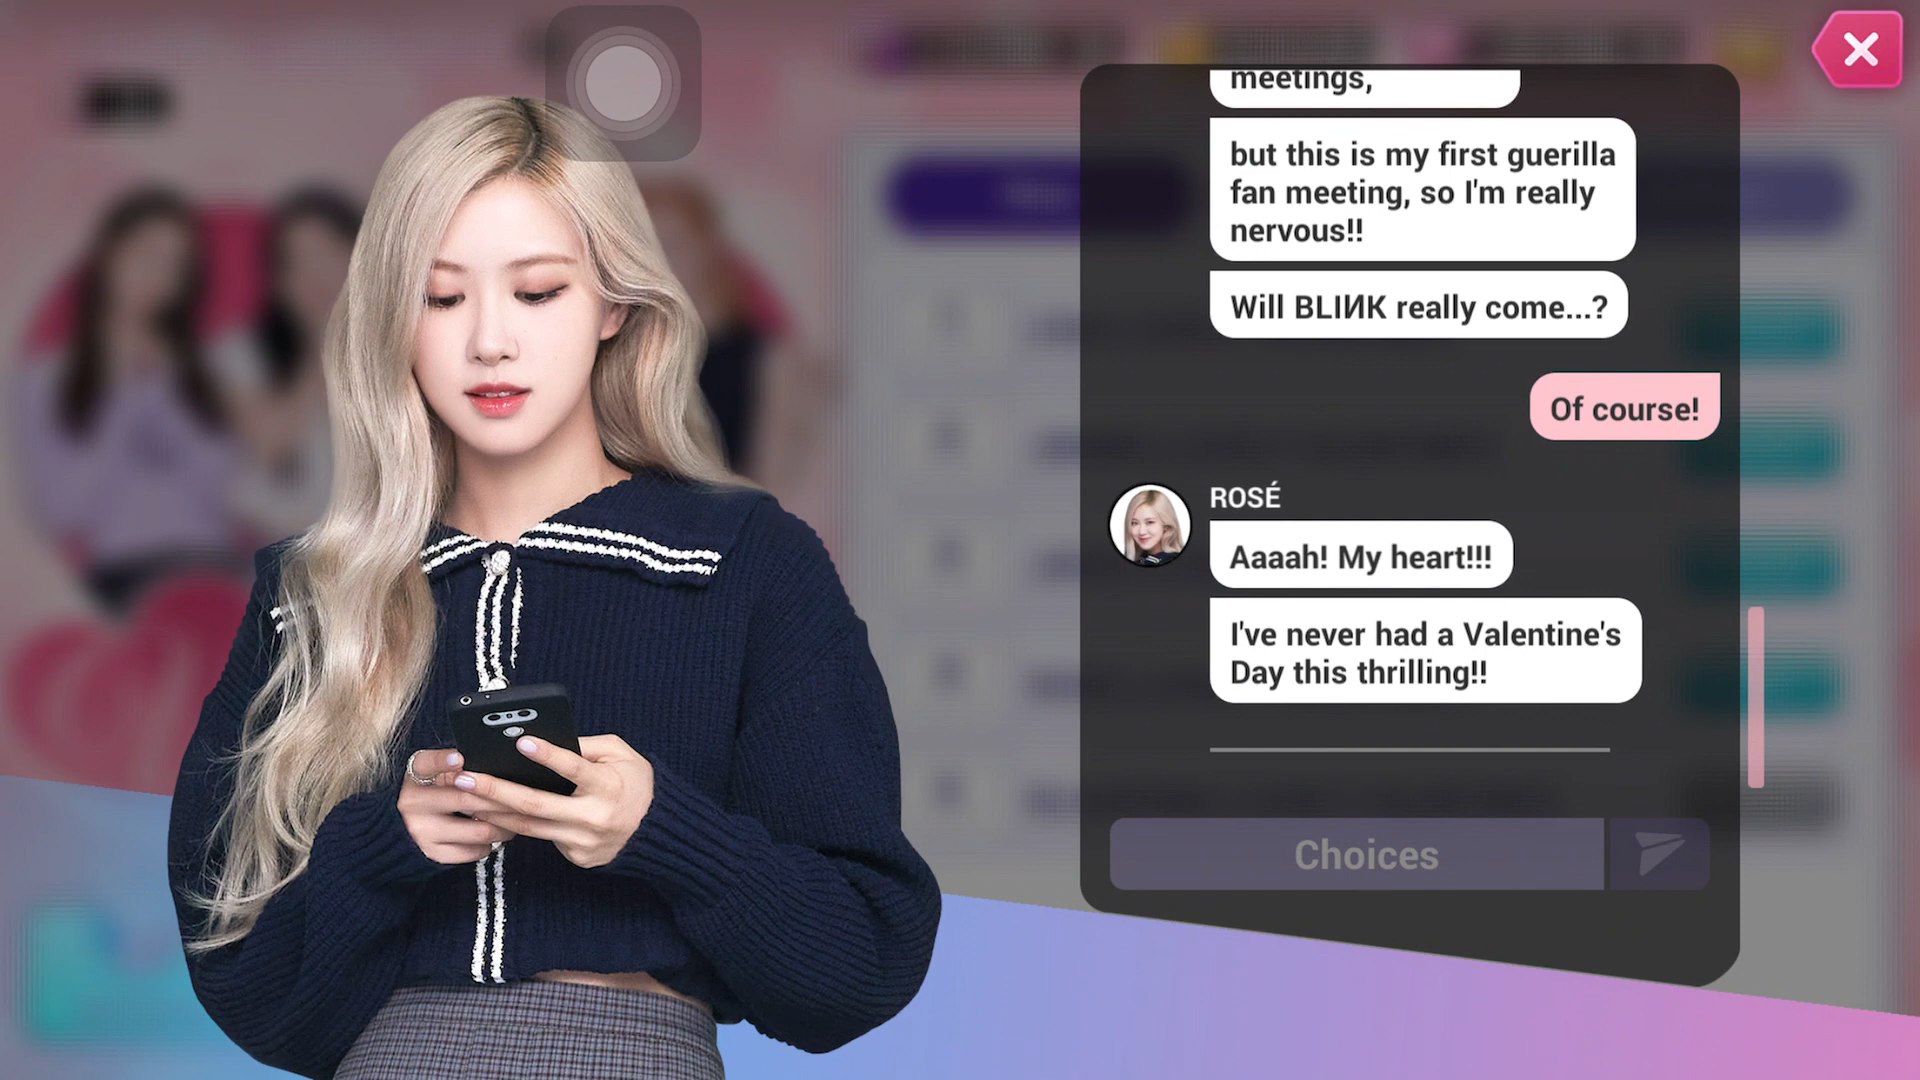 meetings,
but this is my first guerilla
fan meeting, so I'm really
nervous!!
Will BLIИK really come...?
Of course!
ROSÉ
Aaaah! My heart!!!
I've never had a Valentine's
Day this thrilling!!
Choices